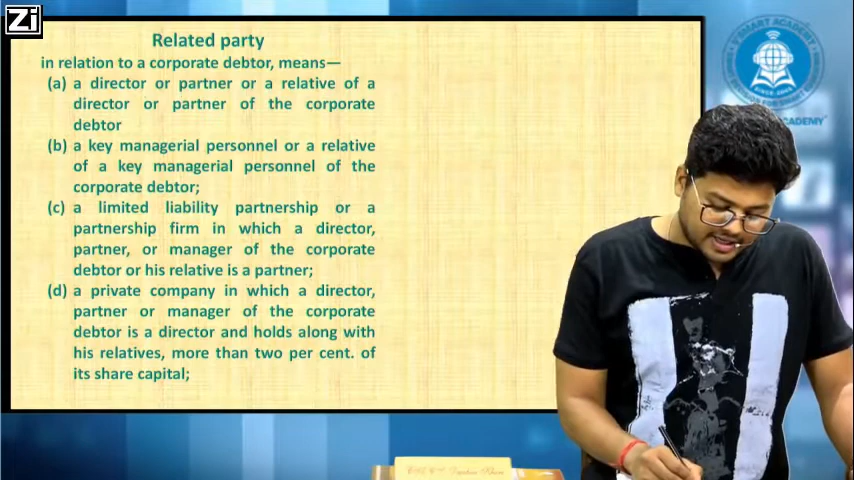 Zi
Related party
in relation to a corporate debtor, means—
(a) a director or partner or a relative of a
director or partner of the corporate
debtor
(b) a key managerial personnel or a relative
of a key managerial personnel of the
corporate debtor;
(c) a limited liability partnership or a
partnership firm in which a director,
partner, or manager of the corporate
debtor or his relative is a partner;
(d) a private company in which a director,
partner or manager of the corporate
debtor is a director and holds along with
his relatives, more than two per cent. of
its share capital;
SMART ACADEMY